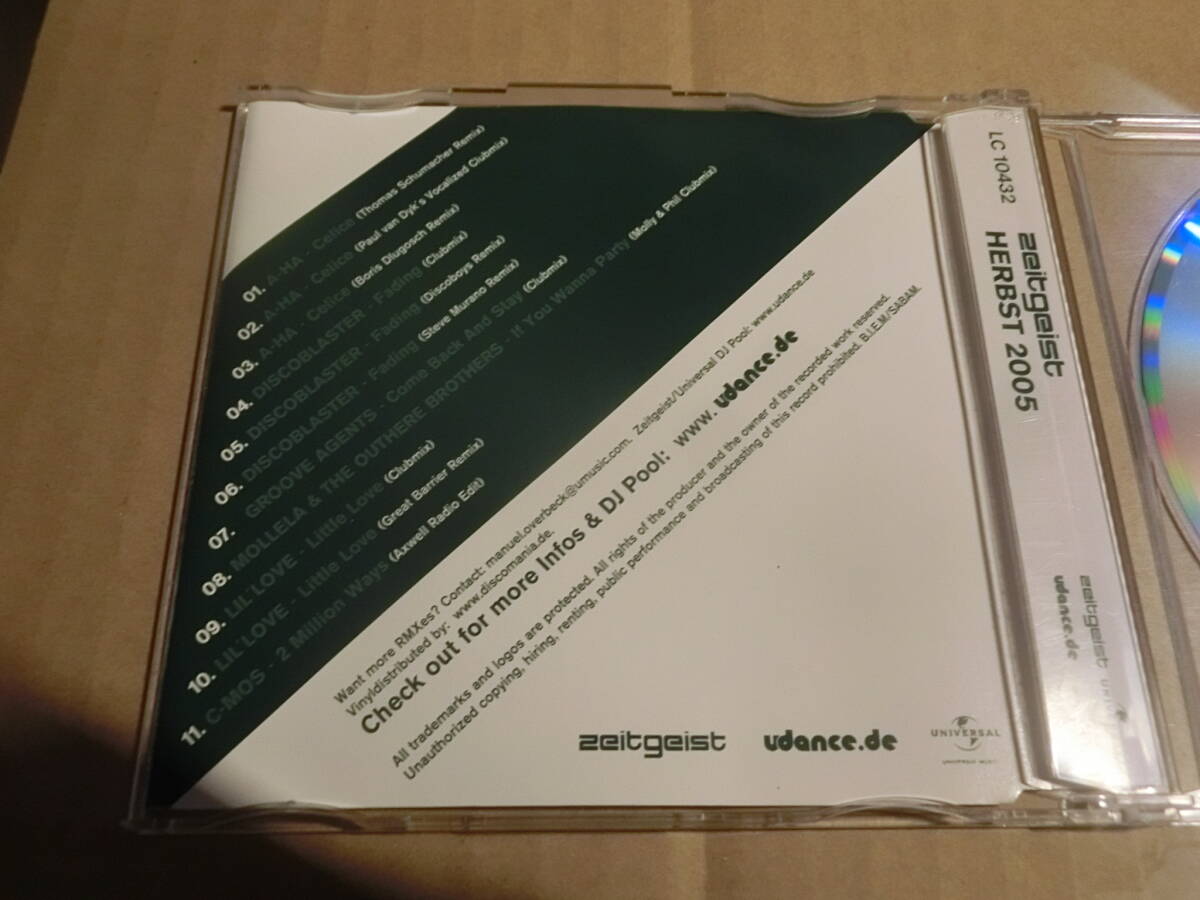 01. A-HA - Celica (Thomas Schumacher Remix)
02. A-HA - Celice (Paul van Dyk's Vocalized Clubmix)
03. A-HA - Celice (Boris Dlugosch Remix)
04. DISCOBLASTER - Fading (Clubmix)
05. DISCOBLASTER - Fading (Discoboys Remix)
06. DISCOBLASTER - Fading (Steve Murano Remix)
07. GROOVE AGENTS - Come Back And Stay (Clubmix)
08. MOLLELA & THE OUTHERE BROTHERS - If You Wanna Party (Molly & Phil Clubmix)
09. LIL'LOVE - Little Love (Clubmix)
10. LIL'LOVE - Little Love (Great Barrier Remix)
11. C-MOS - 2 Million Ways (Axwell Radio Edit)
Want more RMXes? Contact: manuel.overbeck@umusic.com. Zeitgeist/Universal DJ Pool: www.udance.de
Vinyldistributed by: www.discomania.de.
Check out for more Infos & DJ Pool: www.udance.de
All trademarks and logos are protected. All rights of the producer and the owner of the recorded work reserved.
Unauthorized copying, hiring, renting, public performance and broadcasting of this record prohibited. B.I.E.M/SABAM.
zeitgeist
udance.de
UNIVERSAL
UNIVERSAL MUSIC
LC 10432
zeitgeist
HERBST 2005
zeitgeist
udance.de